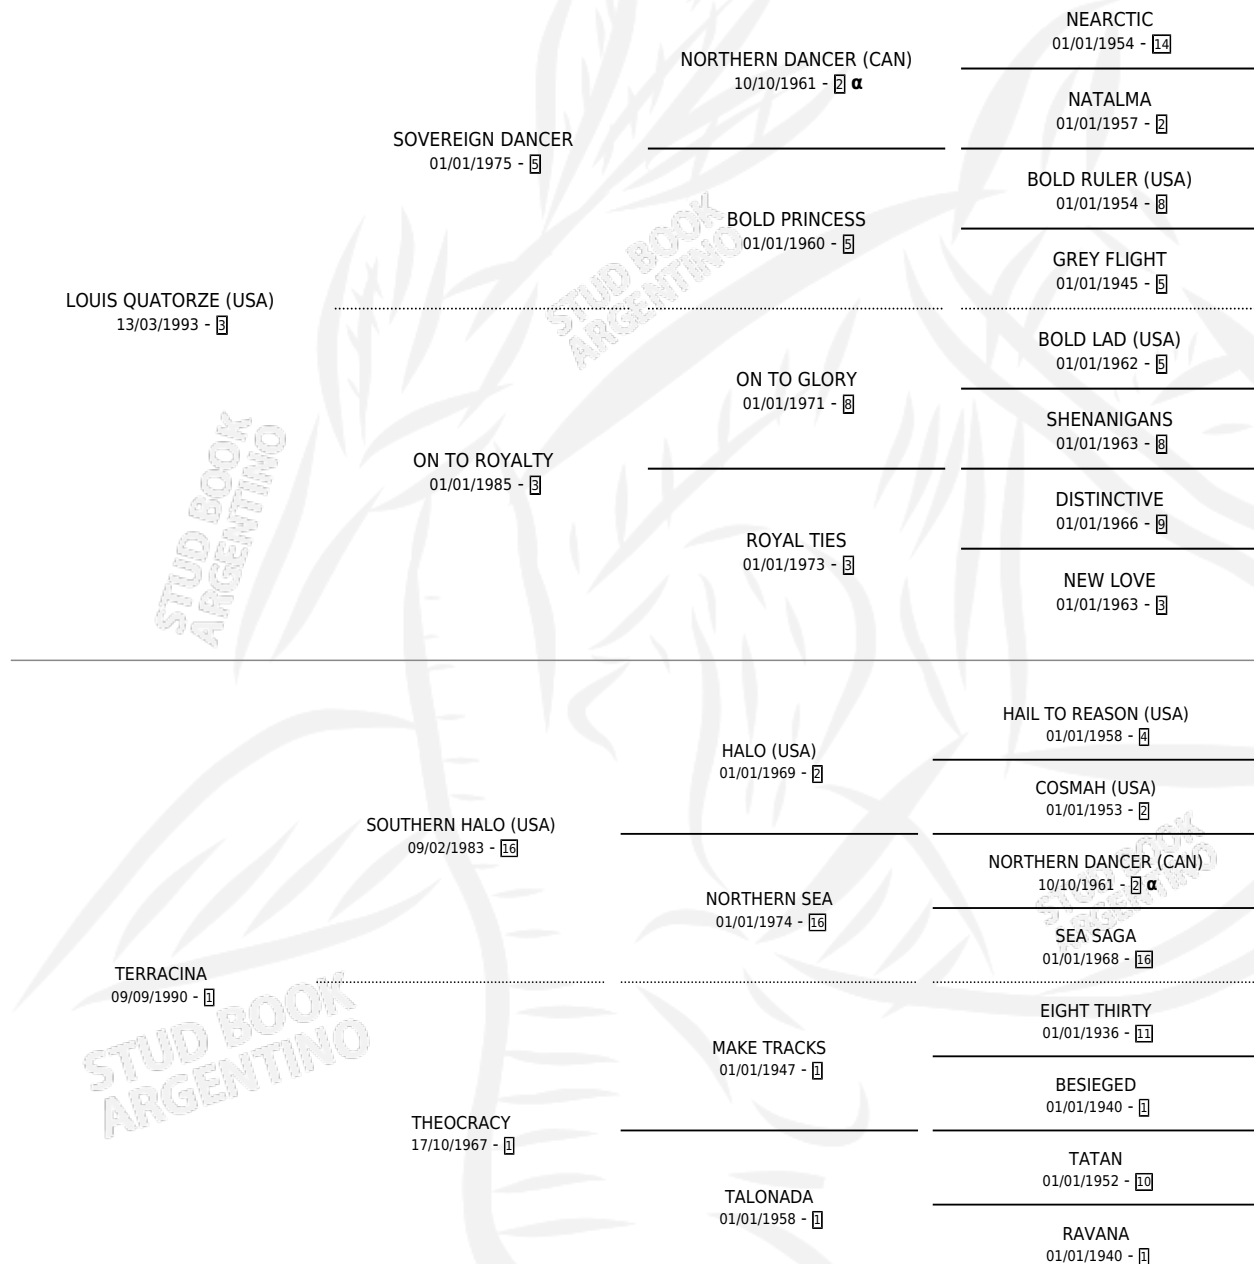 NEARCTIC
01/01/1954 - 14
NORTHERN DANCER (CAN)
10/10/1961 - 2 α
NATALMA
01/01/1957 - 2
SOVEREIGN DANCER
01/01/1975 - 5
BOLD RULER (USA)
01/01/1954 - 8
BOLD PRINCESS
01/01/1960 - 5
GREY FLIGHT
01/01/1945 - 5
LOUIS QUATORZE (USA)
13/03/1993 - 3
BOLD LAD (USA)
01/01/1962 - 5
ON TO GLORY
01/01/1971 - 8
SHENANIGANS
01/01/1963 - 8
ON TO ROYALTY
01/01/1985 - 3
DISTINCTIVE
01/01/1966 - 9
ROYAL TIES
01/01/1973 - 3
NEW LOVE
01/01/1963 - 3
HAIL TO REASON (USA)
01/01/1958 - 4
HALO (USA)
01/01/1969 - 2
COSMAH (USA)
01/01/1953 - 2
SOUTHERN HALO (USA)
09/02/1983 - 16
NORTHERN DANCER (CAN)
10/10/1961 - 2 α
NORTHERN SEA
01/01/1974 - 16
SEA SAGA
01/01/1968 - 16
TERRACINA
09/09/1990 - 1
EIGHT THIRTY
01/01/1936 - 11
MAKE TRACKS
01/01/1947 - 1
BESIEGED
01/01/1940 - 1
THEOCRACY
17/10/1967 - 1
TATAN
01/01/1952 - 10
TALONADA
01/01/1958 - 1
RAVANA
01/01/1940 - 1
STUD BOOK
ARGENTINO
STUD BOOK
ARGENTINO
STUD BOOK
ARGENTINO
STUD BOOK
ARGENTINO